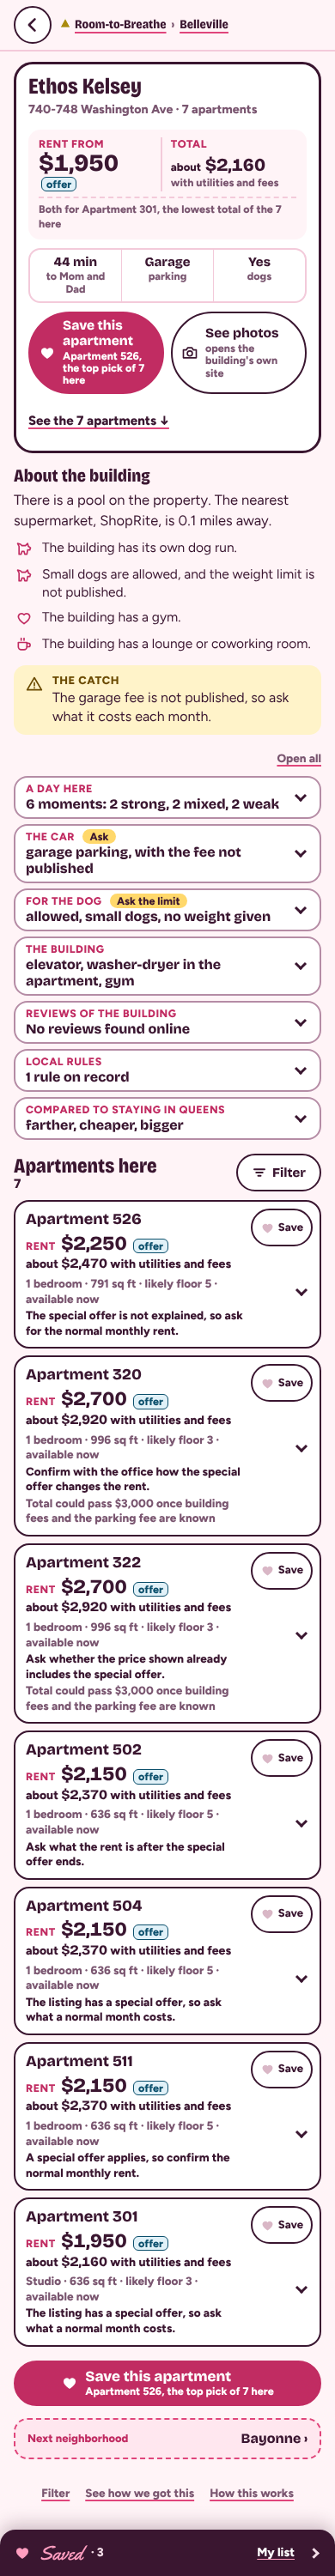 Room-to-Breathe › Belleville
Ethos Kelsey
740-748 Washington Ave · 7 apartments
RENT FROM
$1,950
offer
TOTAL
about $2,160
with utilities and fees
Both for Apartment 301, the lowest total of the 7
here
44 min
to Mom and
Dad
Garage
parking
Yes
dogs
Save this
apartment
Apartment 526,
the top pick of 7
here
See photos
opens the
building's own
site
See the 7 apartments ↓
About the building
There is a pool on the property. The nearest
supermarket, ShopRite, is 0.1 miles away.
The building has its own dog run.
Small dogs are allowed, and the weight limit is
not published.
The building has a gym.
The building has a lounge or coworking room.
THE CATCH
The garage fee is not published, so ask
what it costs each month.
Open all
A DAY HERE
6 moments: 2 strong, 2 mixed, 2 weak
THE CAR Ask
garage parking, with the fee not
published
FOR THE DOG Ask the limit
allowed, small dogs, no weight given
THE BUILDING
elevator, washer-dryer in the
apartment, gym
REVIEWS OF THE BUILDING
No reviews found online
LOCAL RULES
1 rule on record
COMPARED TO STAYING IN QUEENS
farther, cheaper, bigger
Apartments here
7
Filter
Apartment 526
Save
RENT $2,250 offer
about $2,470 with utilities and fees
1 bedroom · 791 sq ft · likely floor 5 ·
available now
The special offer is not explained, so ask
for the normal monthly rent.
Apartment 320
Save
RENT $2,700 offer
about $2,920 with utilities and fees
1 bedroom · 996 sq ft · likely floor 3 ·
available now
Confirm with the office how the special
offer changes the rent.
Total could pass $3,000 once building
fees and the parking fee are known
Apartment 322
Save
RENT $2,700 offer
about $2,920 with utilities and fees
1 bedroom · 996 sq ft · likely floor 3 ·
available now
Ask whether the price shown already
includes the special offer.
Total could pass $3,000 once building
fees and the parking fee are known
Apartment 502
Save
RENT $2,150 offer
about $2,370 with utilities and fees
1 bedroom · 636 sq ft · likely floor 5 ·
available now
Ask what the rent is after the special
offer ends.
Apartment 504
Save
RENT $2,150 offer
about $2,370 with utilities and fees
1 bedroom · 636 sq ft · likely floor 5 ·
available now
The listing has a special offer, so ask
what a normal month costs.
Apartment 511
Save
RENT $2,150 offer
about $2,370 with utilities and fees
1 bedroom · 636 sq ft · likely floor 5 ·
available now
A special offer applies, so confirm the
normal monthly rent.
Apartment 301
Save
RENT $1,950 offer
about $2,160 with utilities and fees
Studio · 636 sq ft · likely floor 3 ·
available now
The listing has a special offer, so ask
what a normal month costs.
Save this apartment
Apartment 526, the top pick of 7 here
Next neighborhood
Bayonne ›
Filter
See how we got this
How this works
Saved · 3
My list